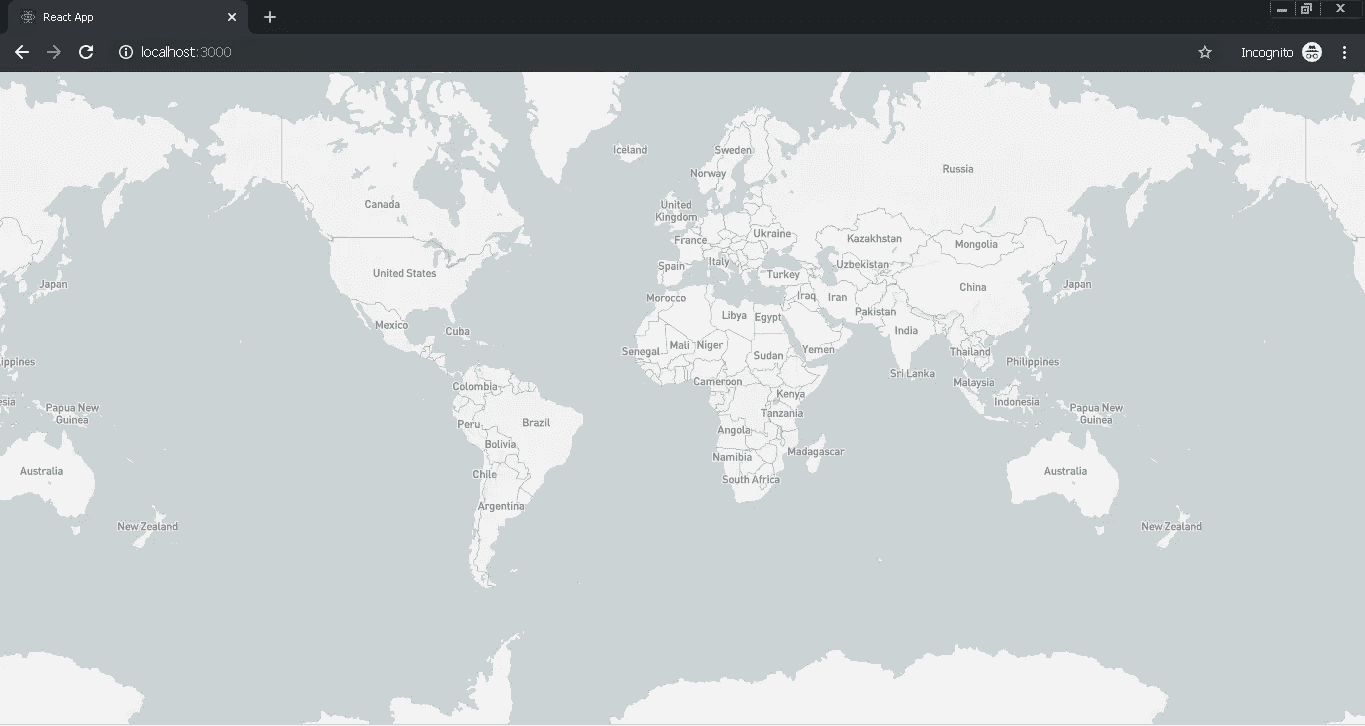 React App
localhost:3000
Incognito
Iceland
Sweden
Norway
Russia
Canada
United
Kingdom
Ukraine
France
Kazakhstan
Mongolia
United States
Spain
Italy
Turkey
Uzbekistan
Japan
China
Japan
Morocco
Iraq
Iran
Libya
Egypt
Pakistan
Mexico
Cuba
India
Senegal
Mali
Niger
Sudan
Yemen
Thailand
ippines
Philippines
Sri Lanka
Colombia
Cameroon
Malaysia
Kenya
esia
Indonesia
Papua New
Guinea
Tanzania
Papua New
Guinea
Peru
Brazil
Angola
Bolivia
Madagascar
Namibia
Australia
Chile
South Africa
Australia
Argentina
New Zealand
New Zealand